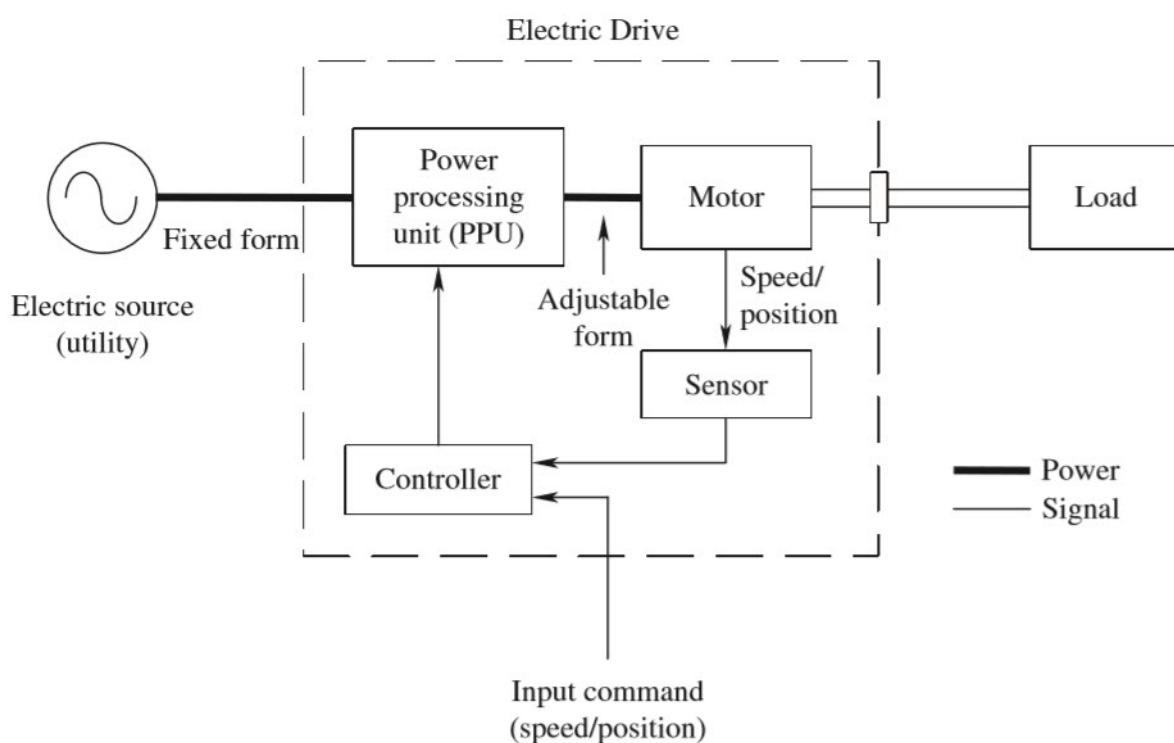 Electric Drive
Power
processing
unit (PPU)
Motor
Load
Fixed form
Electric source
(utility)
Adjustable
form
Speed/
position
Sensor
Controller
Power
Signal
Input command
(speed/position)